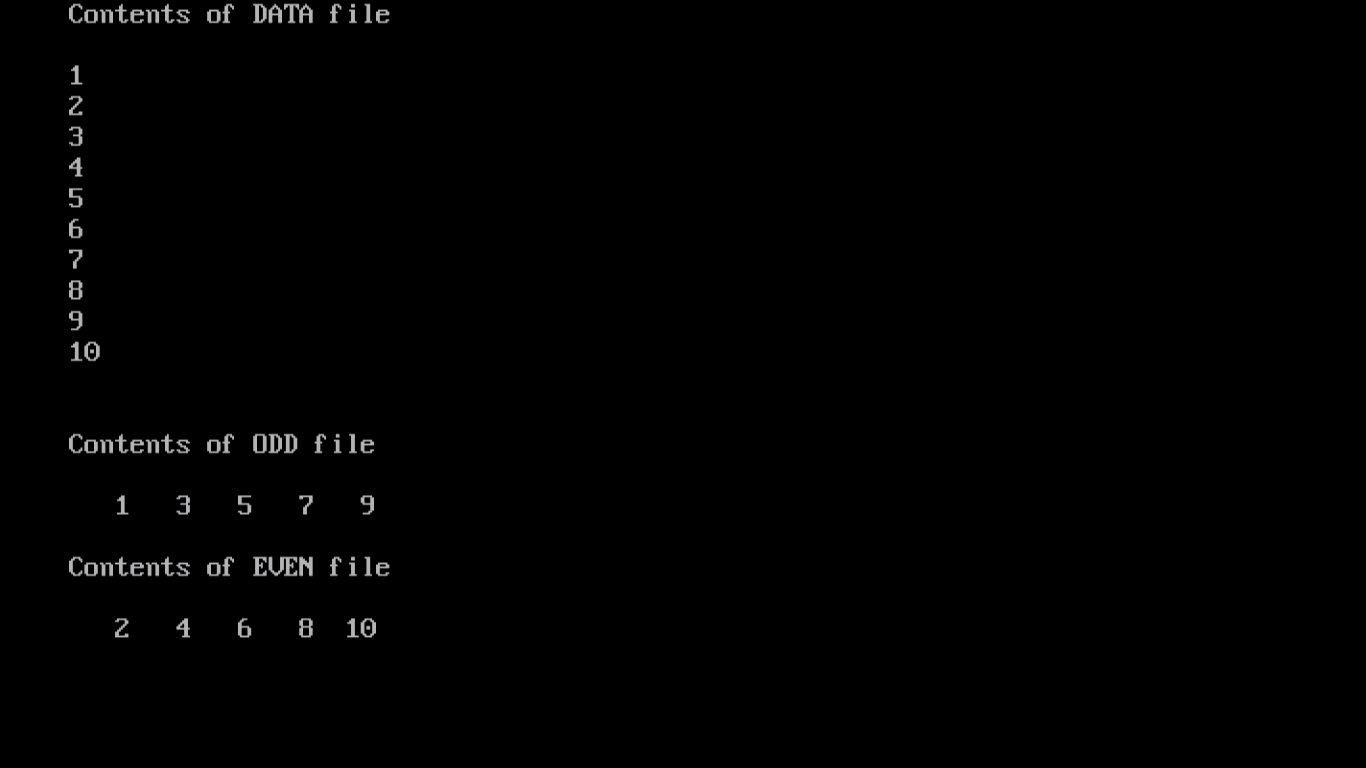 Contents of DATA file
1
2
3
4
5
6
7
8
9
10
Contents of ODD file
1 3 5 7 9
Contents of EVEN file
2 4 6 8 10